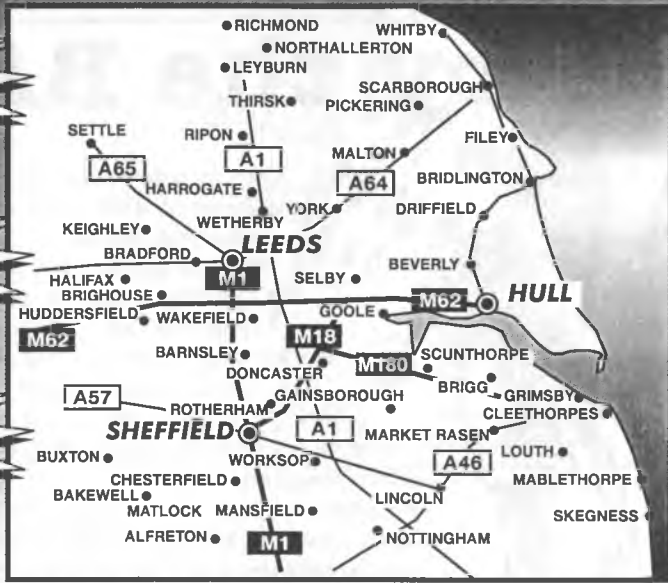 RICHMOND
WHITBY
NORTHALLERTON
LEYBURN
SCARBOROUGH
THIRSK
PICKERING
SETTLE
RIPON
FILEY
A65
A1
MALTON
HARROGATE
A64
BRIDLINGTON
WETHERBY
YORK
DRIFFIELD
KEIGHLEY
LEEDS
BRADFORD
BEVERLY
HALIFAX
M1
SELBY
BRIGHOUSE
M62
HULL
HUDDERSFIELD
WAKEFIELD
GOOLE
M62
M18
BARNSLEY
SCUNTHORPE
DONCASTER
M180
BRIGG
A57
GAINSBOROUGH
GRIMSBY
ROTHERHAM
CLEETHORPES
SHEFFIELD
A1
MARKET RASEN
BUXTON
WORKSOP
A46
LOUTH
CHESTERFIELD
MABLETHORPE
BAKEWELL
LINCOLN
MATLOCK
MANSFIELD
SKEGNESS
ALFRETON
M1
NOTTINGHAM